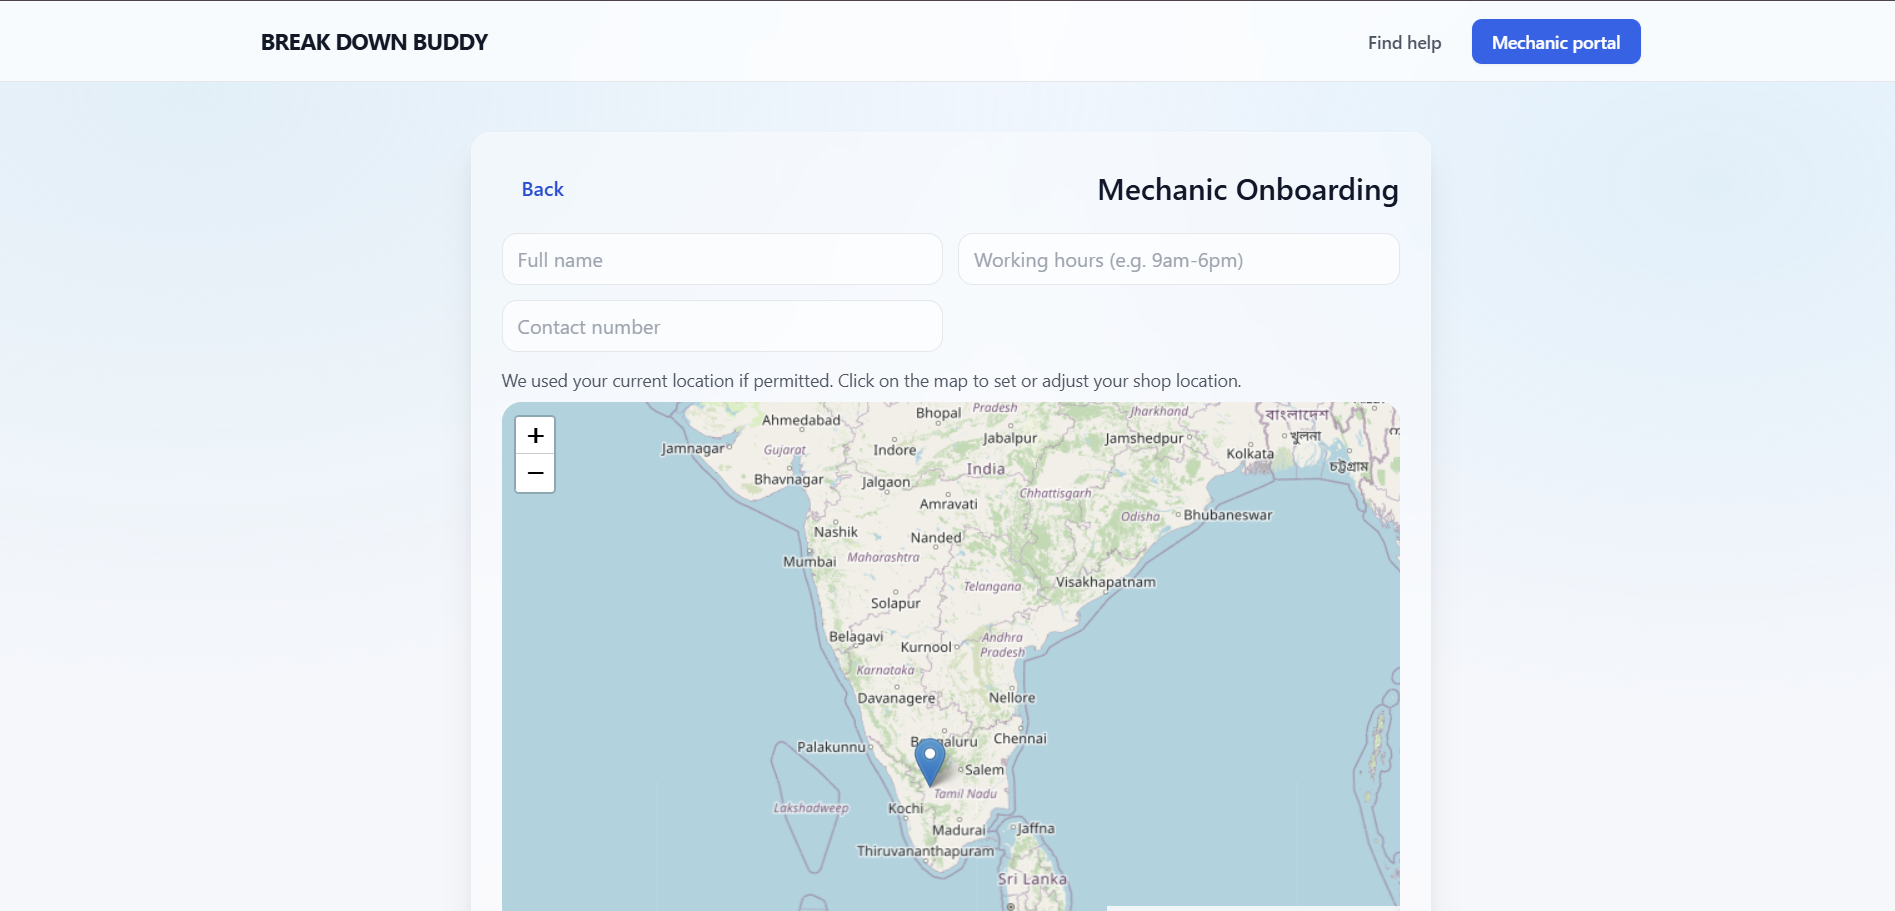 BREAK DOWN BUDDY
Find help
Mechanic portal
Back
Mechanic Onboarding
Full name
Working hours (e.g. 9am-6pm)
Contact number
We used your current location if permitted. Click on the map to set or adjust your shop location.
+
−
Ahmedabad
Bhopal
Pradesh
Jharkhand
বাংলাদেশ
Jamnagar
Gujarat
Indore
Jabalpur
Jamshedpur
Kolkata
খুলনা
India
চট্টগ্রাম
Bhavnagar
Jalgaon
Chhattisgarh
Amravati
Odisha
Bhubaneswar
Nashik
Nanded
Mumbai
Maharashtra
Telangana
Visakhapatnam
Solapur
Belagavi
Kurnool
Andhra
Pradesh
Karnataka
Davanagere
Nellore
Palakunnu
Chennai
Salem
Tamil Nadu
Lakshadweep
Kochi
Madurai
Jaffna
Thiruvananthapuram
Sri Lanka